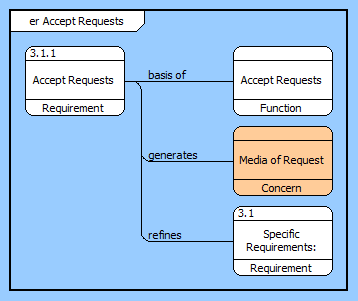 er Accept Requests
3.1.1
Accept Requests
Requirement
basis of
Accept Requests
Function
generates
Media of Request
Concern
refines
3.1
Specific
Requirements:
Requirement